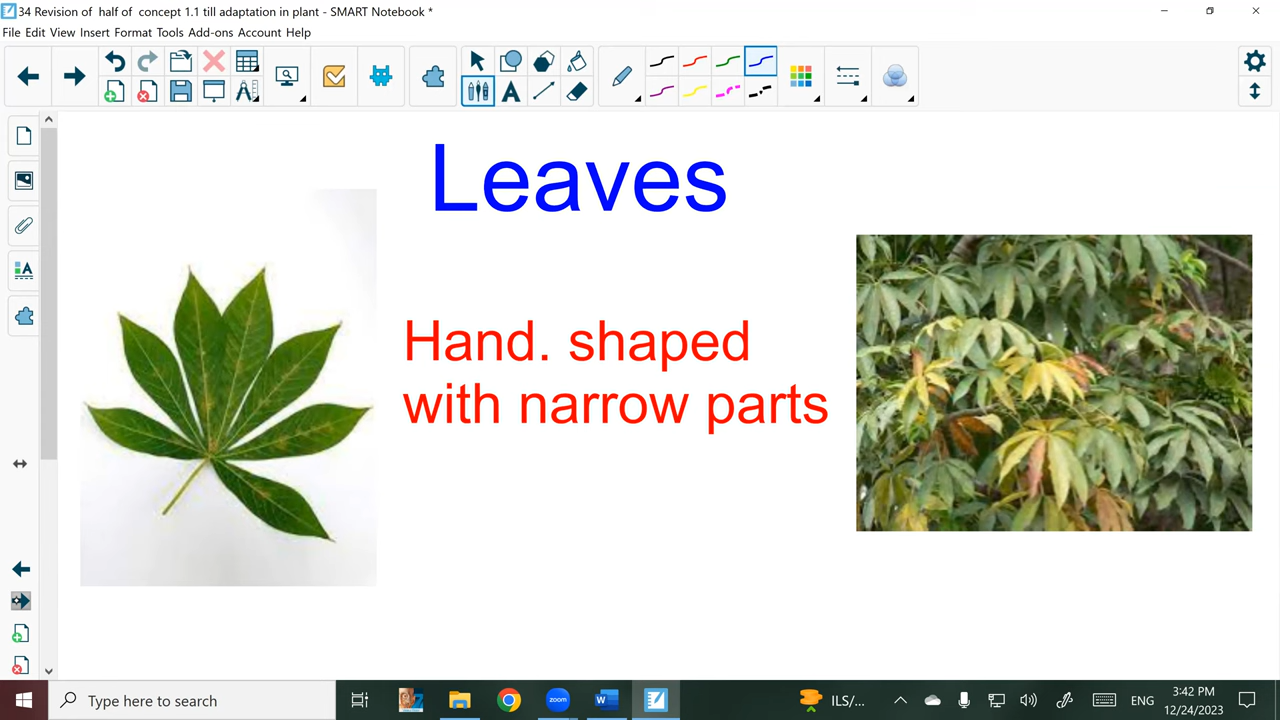 34 Revision of half of concept 1.1 till adaptation in plant - SMART Notebook *
File Edit View Insert Format Tools Add-ons Account Help
Leaves
Hand. shaped
with narrow parts
Type here to search
zoom
ILS/...
ENG
3:42 PM
12/24/2023